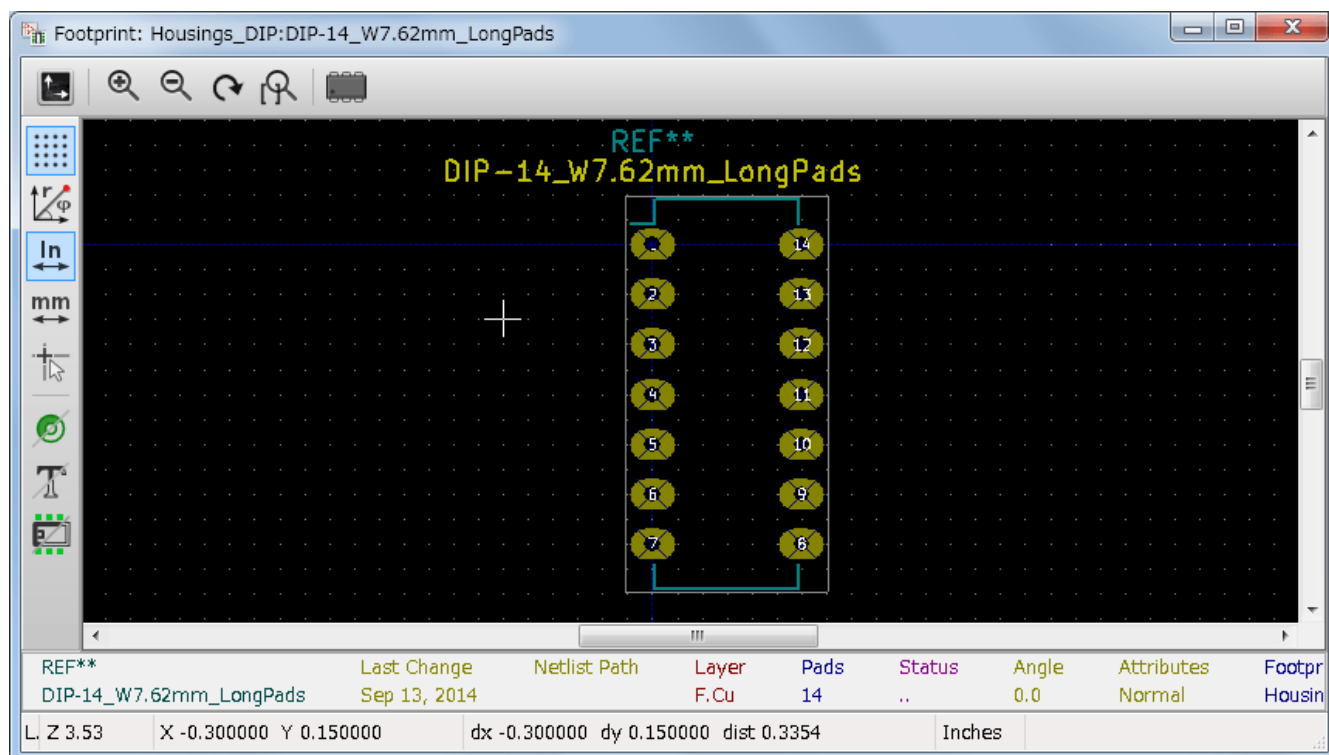 Footprint: Housings_DIP:DIP-14_W7.62mm_LongPads
r
φ
In
mm
REF**
DIP-14_W7.62mm_LongPads
14
2 13
3 12
4 11
5 10
6 9
7
REF** Last Change Netlist Path Layer Pads Status Angle Attributes Footpr
DIP-14_W7.62mm_LongPads Sep 13, 2014 F.Cu 14 .. 0.0 Normal Housin
L. Z 3.53 X -0.300000 Y 0.150000 dx -0.300000 dy 0.150000 dist 0.3354 Inches